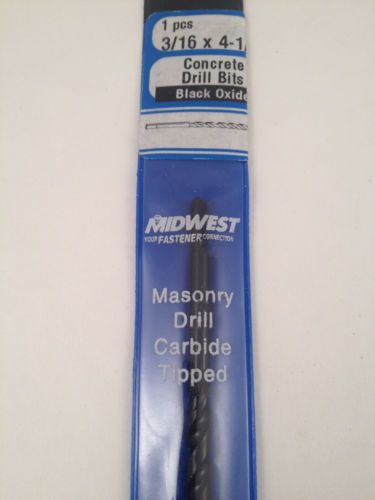 1 pcs
3/16 x 4-1/
Concrete
Drill Bits
Black Oxide
MIDWEST
YOUR FASTENER CONNECTION
Masonry
Drill
Carbide
Tipped